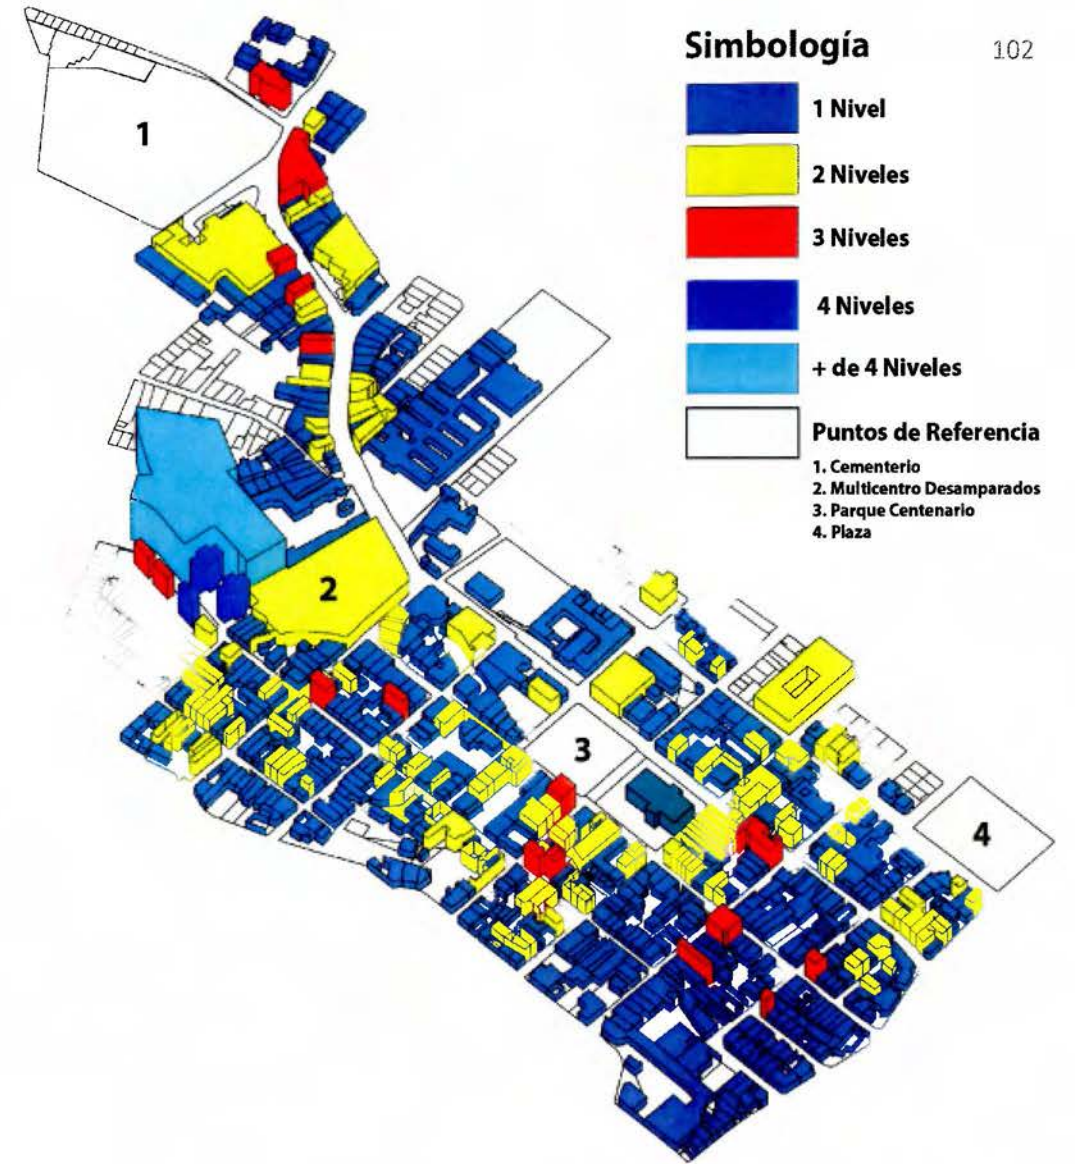 Simbología
102
1 Nivel
2 Niveles
3 Niveles
4 Niveles
+ de 4 Niveles
Puntos de Referencia
1. Cementerio
2. Multicentro Desamparados
3. Parque Centenario
4. Plaza
1
2
3
4